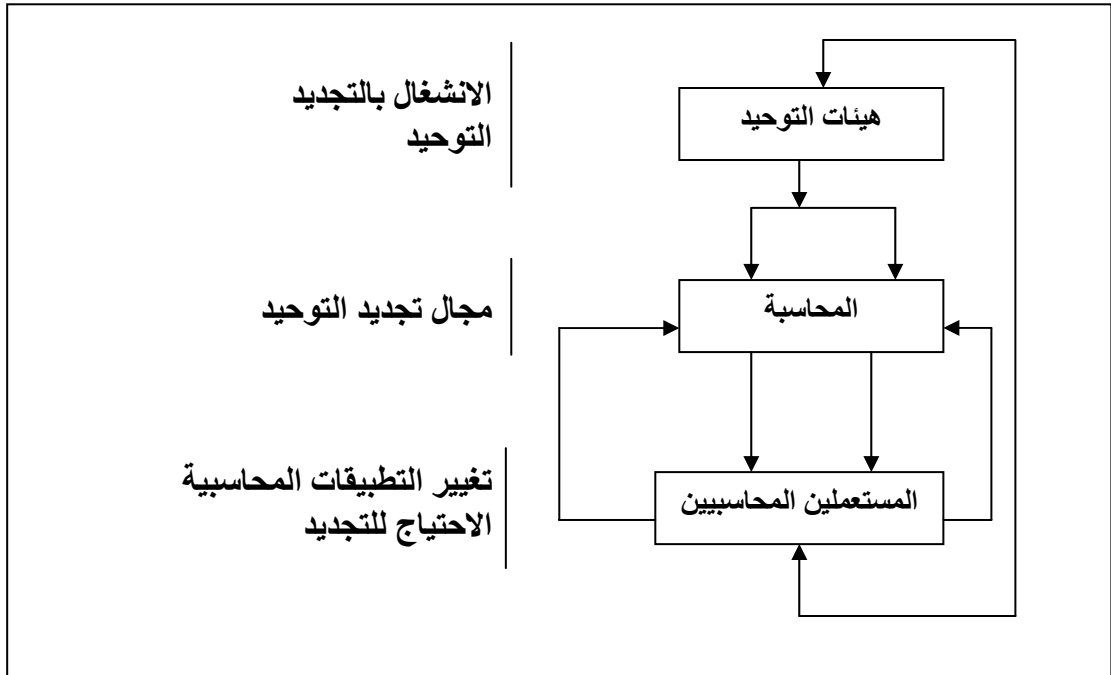 هيئات التوحيد
الانشغال بالتجديد
التوحيد
المحاسبة
مجال تجديد التوحيد
المستعملين المحاسبيين
تغيير التطبيقات المحاسبية
الاحتياج للتجديد